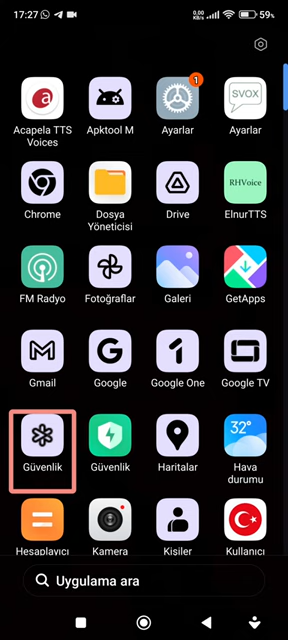 17:27
0,00
KB/s
59%
1
SVOX
Acapela TTS
Voices
Apktool M
Ayarlar
Ayarlar
RHVoice
Chrome
Dosya
Yöneticisi
Drive
ElnurTTS
FM Radyo
Fotoğraflar
Galeri
GetApps
Gmail
Google
Google One
Google TV
32°
Güvenlik
Güvenlik
Haritalar
Hava
durumu
Hesaplayıcı
Kamera
Kişiler
Kullanıcı
Uygulama ara